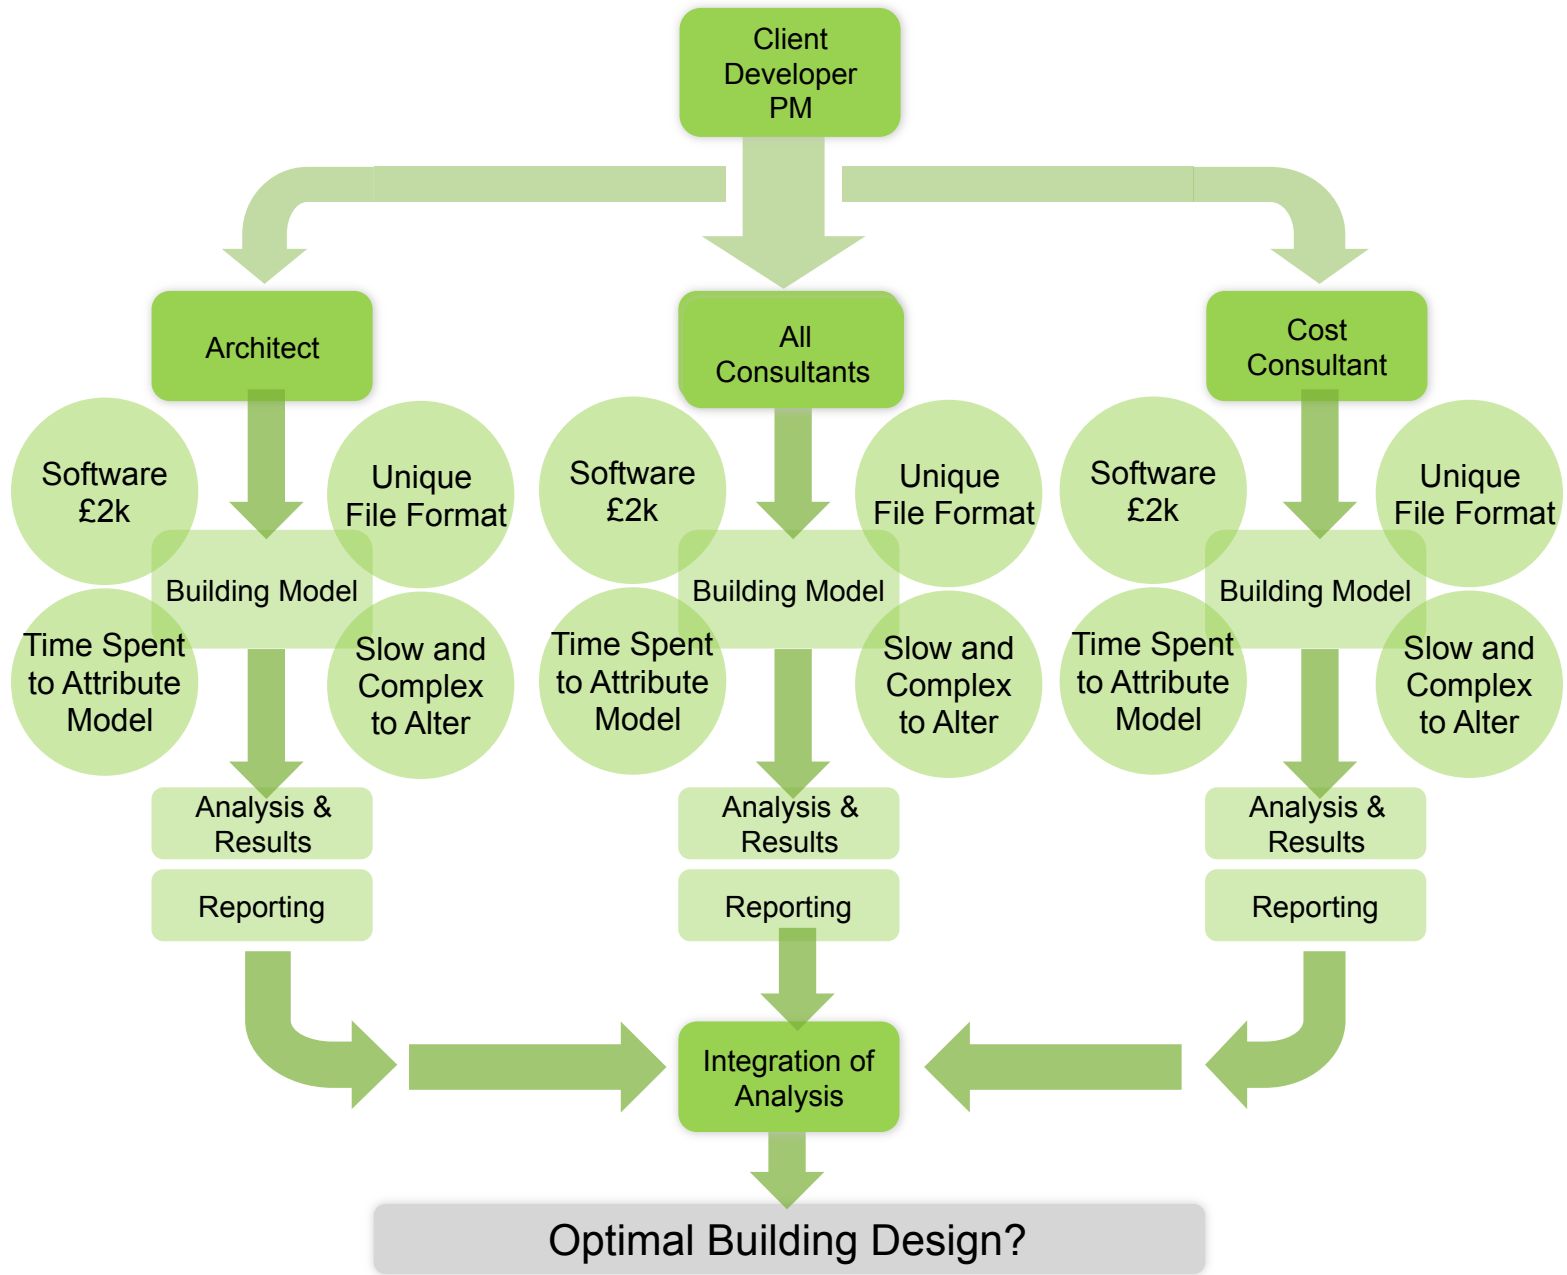 Client
Developer
PM
Architect
All
Consultants
Cost
Consultant
Software
£2k
Unique
File Format
Building Model
Time Spent
to Attribute
Model
Slow and
Complex
to Alter
Analysis &
Results
Reporting
Software
£2k
Unique
File Format
Building Model
Time Spent
to Attribute
Model
Slow and
Complex
to Alter
Analysis &
Results
Reporting
Software
£2k
Unique
File Format
Building Model
Time Spent
to Attribute
Model
Slow and
Complex
to Alter
Analysis &
Results
Reporting
Integration of
Analysis
Optimal Building Design?